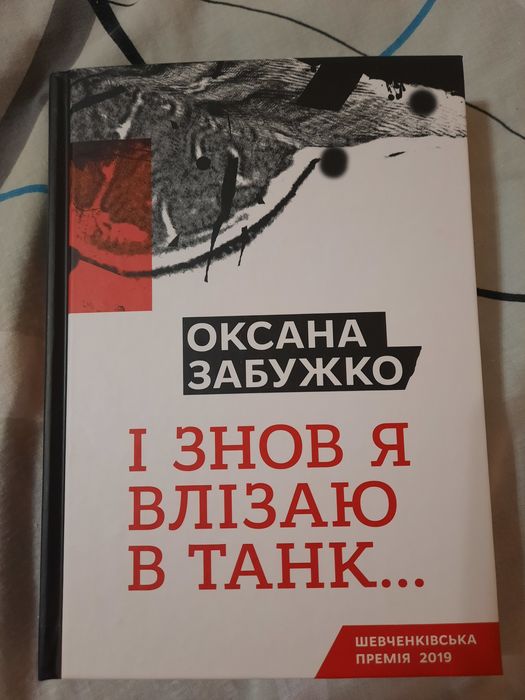 ОКСАНА
ЗАБУЖКО
І ЗНОВ Я
ВЛІЗАЮ
В ТАНК...
ШЕВЧЕНКІВСЬКА
ПРЕМІЯ 2019